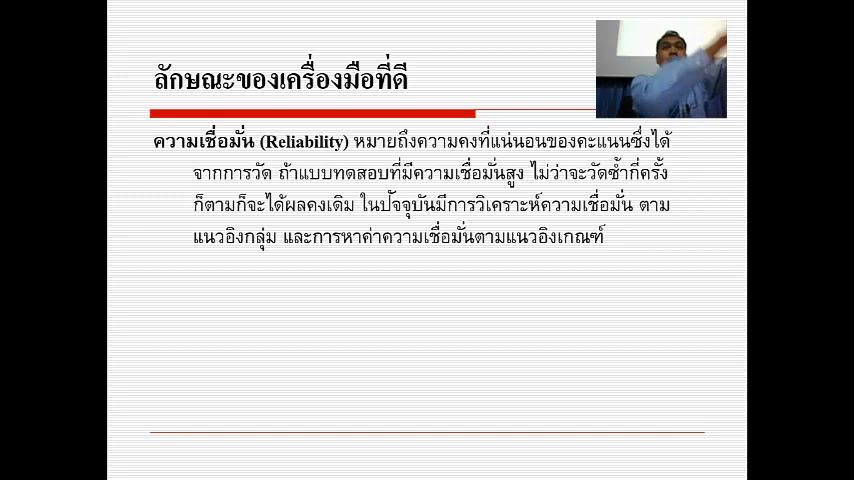 ลักษณะของเครื่องมือที่ดี
ความเชื่อมั่น (Reliability) หมายถึงความคงที่แน่นอนของคะแนนซึ่งได้
จากการวัด ถ้าแบบทดสอบที่มีความเชื่อมั่นสูง ไม่ว่าจะวัดซ้ำกี่ครั้ง
ก็ตามก็จะได้ผลคงเดิม ในปัจจุบันมีการวิเคราะห์ความเชื่อมั่น ตาม
แนวอิงกลุ่ม และการหาค่าความเชื่อมั่นตามแนวอิงเกณฑ์